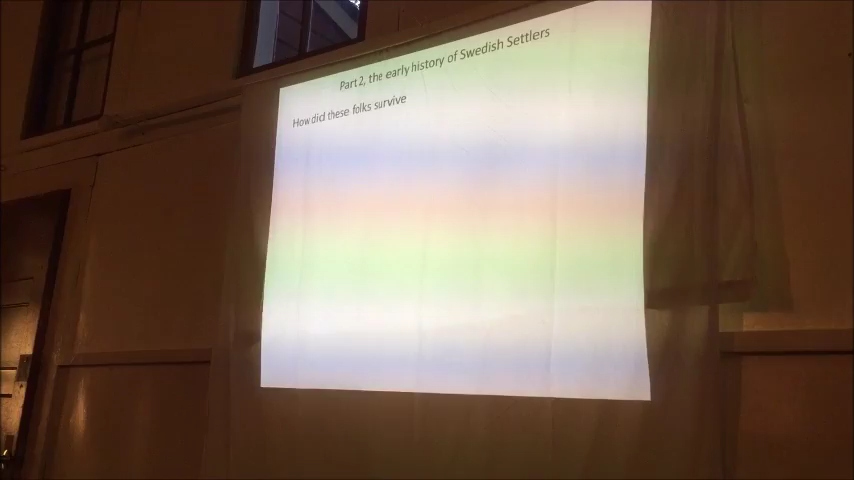 Part 2, the early history of Swedish Settlers
How did these folks survive